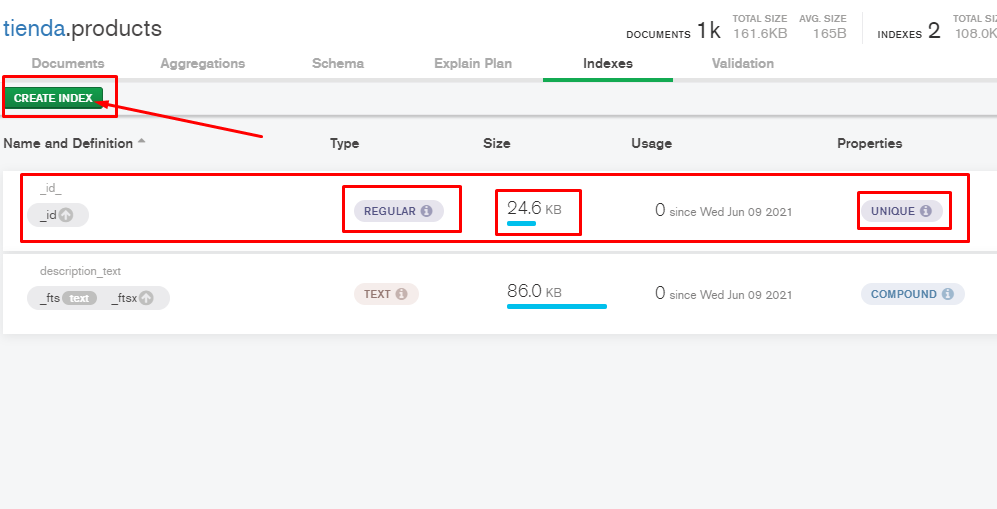 tienda.products
DOCUMENTS 1k TOTAL SIZE 161.6KB AVG. SIZE 165B INDEXES 2 TOTAL 108.0K
Documents Aggregations Schema Explain Plan Indexes Validation
CREATE INDEX
Name and Definition Type Size Usage Properties
_id_
_id REGULAR 24.6 KB 0 since Wed Jun 09 2021 UNIQUE
description_text
_fts text _ftsx TEXT 86.0 KB 0 since Wed Jun 09 2021 COMPOUND